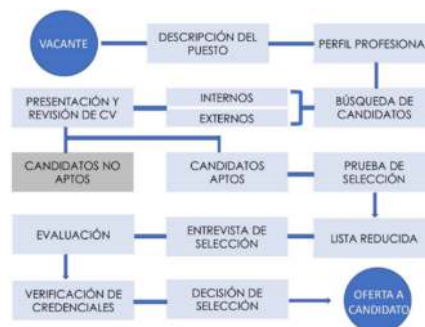 VACANTE
DESCRIPCIÓN DEL
PUESTO
PERFIL PROFESIONAL
PRESENTACIÓN Y
REVISIÓN DE CV
INTERNOS
EXTERNOS
BÚSQUEDA DE
CANDIDATOS
CANDIDATOS NO
APTOS
CANDIDATOS
APTOS
PRUEBA DE
SELECCIÓN
EVALUACIÓN
ENTREVISTA DE
SELECCIÓN
LISTA REDUCIDA
VERIFICACIÓN DE
CREDENCIALES
DECISIÓN DE
SELECCIÓN
OFERTA A
CANDIDATO